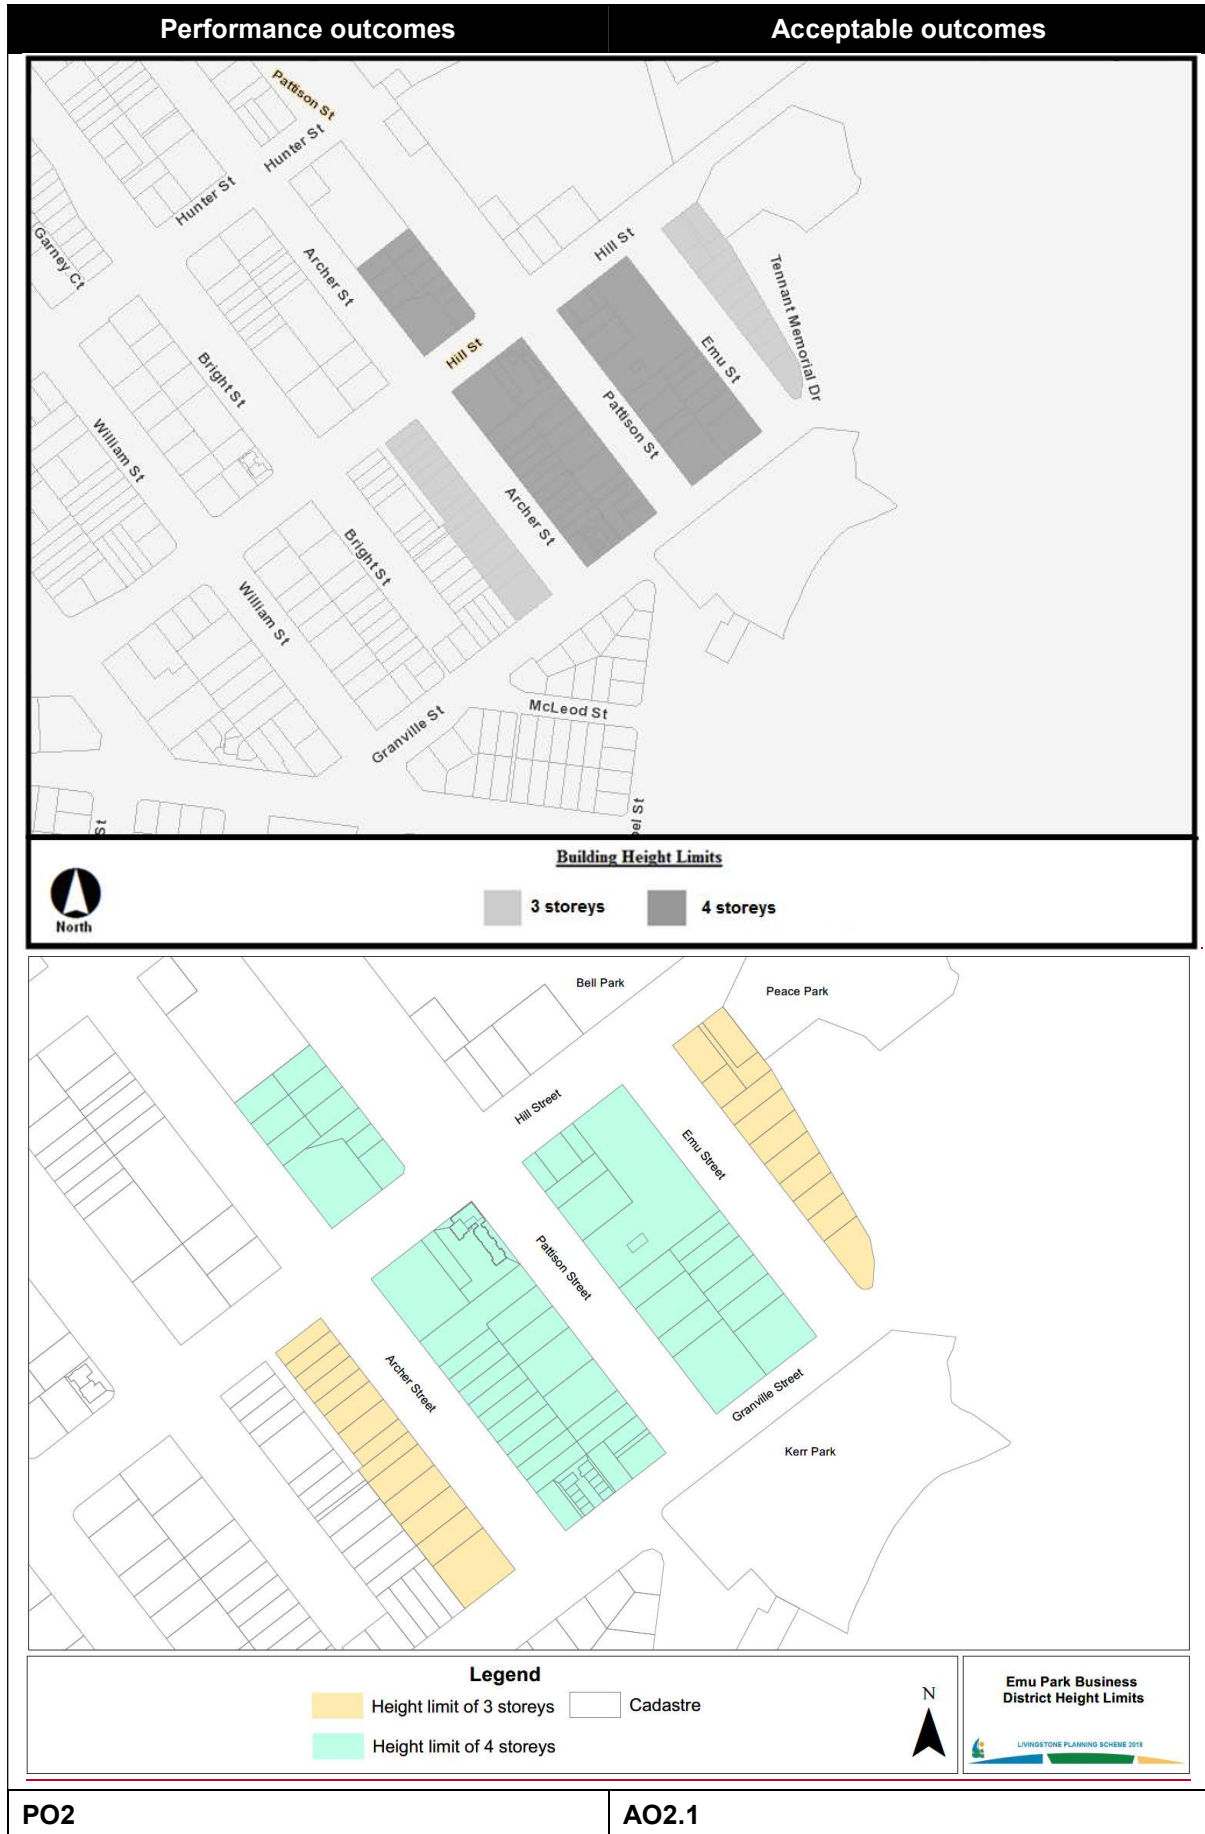 Performance outcomes
Acceptable outcomes
Pattison St
Hunter St
Hunter St
Garney Ct
Archer St
Hill St
Tennant Memorial Dr
Hill St
Emu St
Bright St
Pattison St
William St
Archer St
Bright St
William St
McLeod St
Granville St
St
bel St
Building Height Limits
North
3 storeys
4 storeys
Bell Park
Peace Park
Hill Street
Emu Street
Pattison Street
Archer Street
Granville Street
Kerr Park
Legend
Height limit of 3 storeys
Cadastre
Height limit of 4 storeys
N
Emu Park Business
District Height Limits
LIVINGSTONE PLANNING SCHEME 2018
PO2
AO2.1